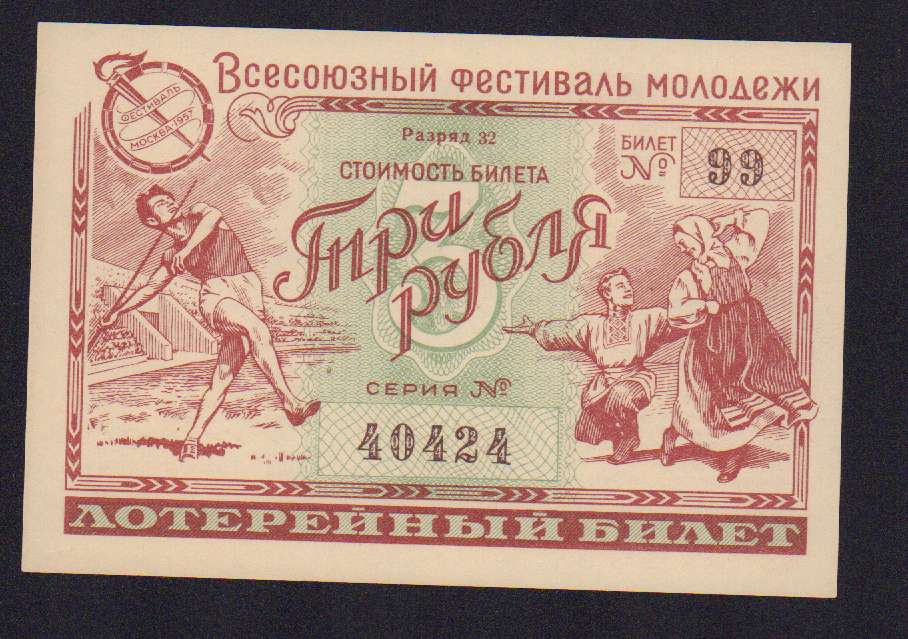 Всесоюзный фестиваль молодежи
ФЕСТИВАЛЬ
МОСКВА 1957
Разряд 32
СТОИМОСТЬ БИЛЕТА
3
Три
рубля
БИЛЕТ
№ 99
СЕРИЯ №
40424
ЛОТЕРЕЙНЫЙ БИЛЕТ